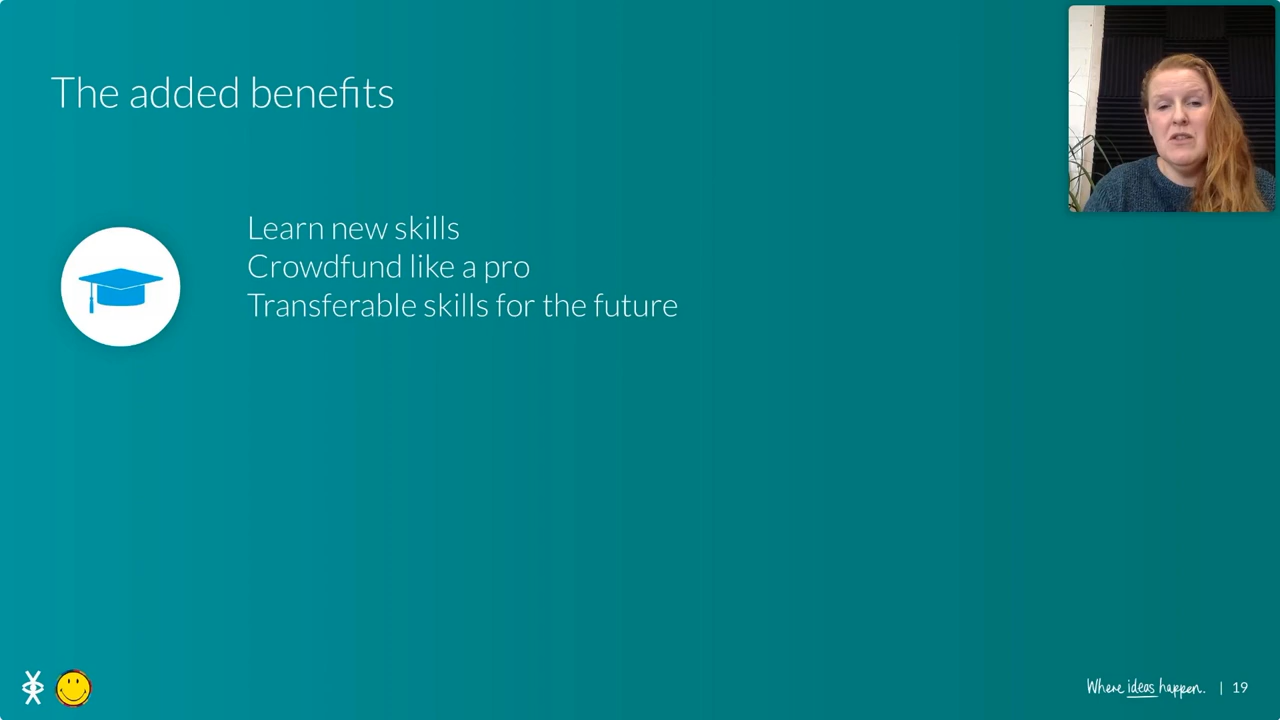 The added benefits
Learn new skills
Crowdfund like a pro
Transferable skills for the future
Where ideas happen. | 19